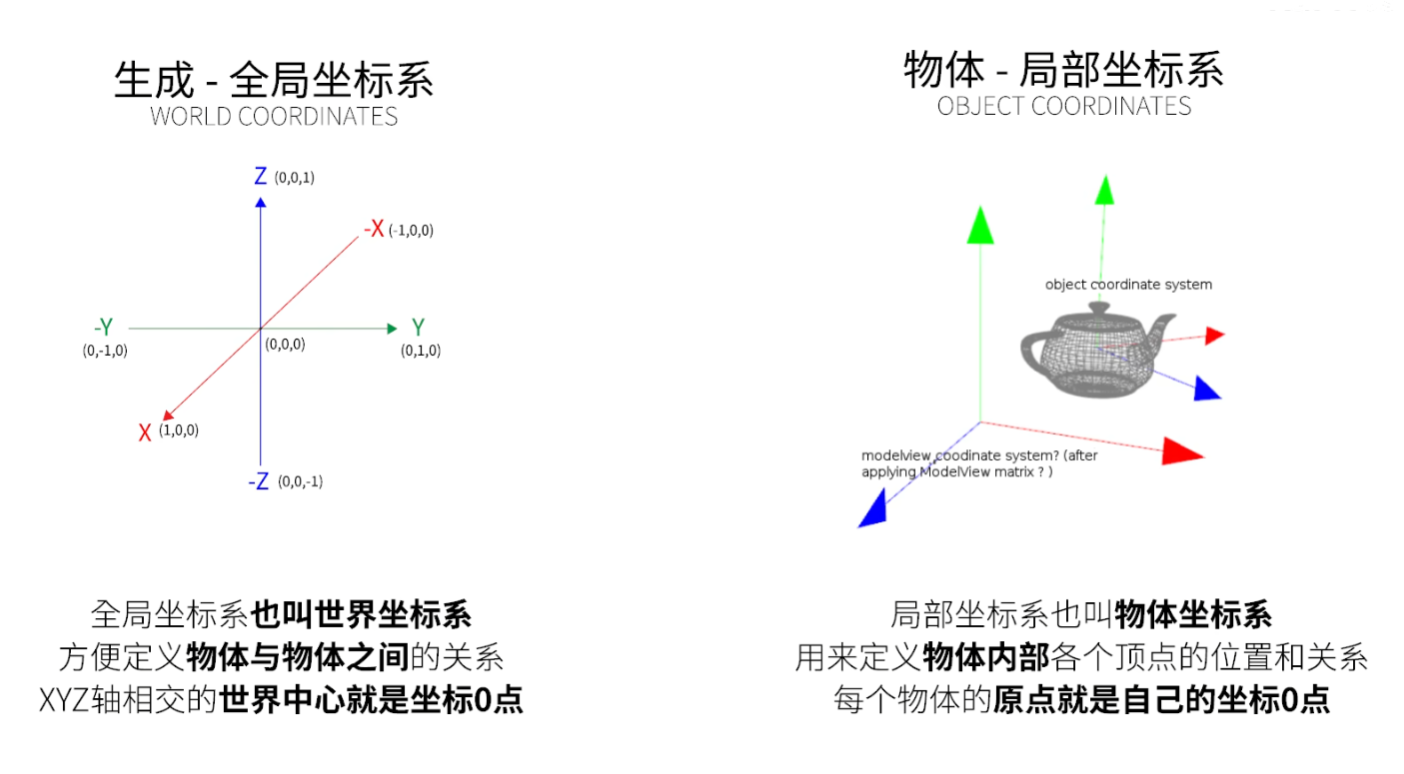 生成 - 全局坐标系
WORLD COORDINATES
Z (0,0,1)
-X (-1,0,0)
-Y
(0,-1,0)
(0,0,0)
Y
(0,1,0)
X (1,0,0)
-Z (0,0,-1)
全局坐标系也叫世界坐标系
方便定义物体与物体之间的关系
XYZ轴相交的世界中心就是坐标0点
物体 - 局部坐标系
OBJECT COORDINATES
object coordinate system
modelview coodinate system? (after
applying ModelView matrix ? )
局部坐标系也叫物体坐标系
用来定义物体内部各个顶点的位置和关系
每个物体的原点就是自己的坐标0点